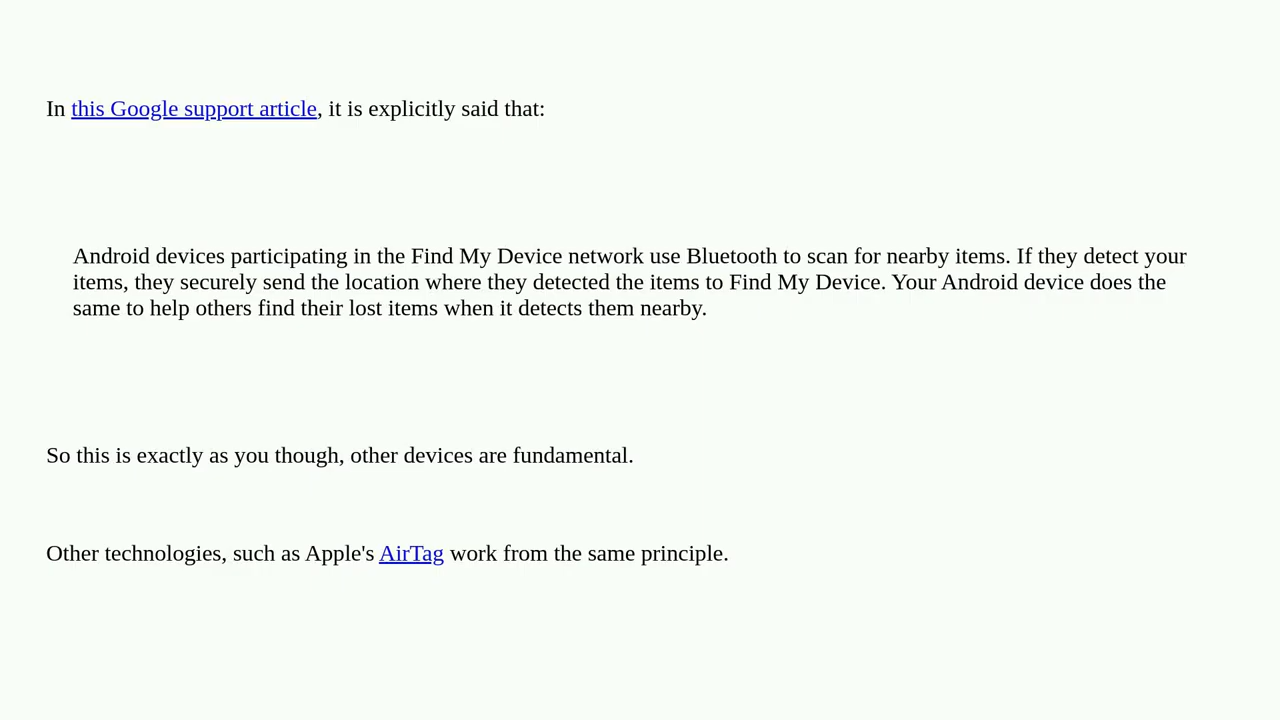 In this Google support article, it is explicitly said that:
Android devices participating in the Find My Device network use Bluetooth to scan for nearby items. If they detect your
items, they securely send the location where they detected the items to Find My Device. Your Android device does the
same to help others find their lost items when it detects them nearby.
So this is exactly as you though, other devices are fundamental.
Other technologies, such as Apple's AirTag work from the same principle.